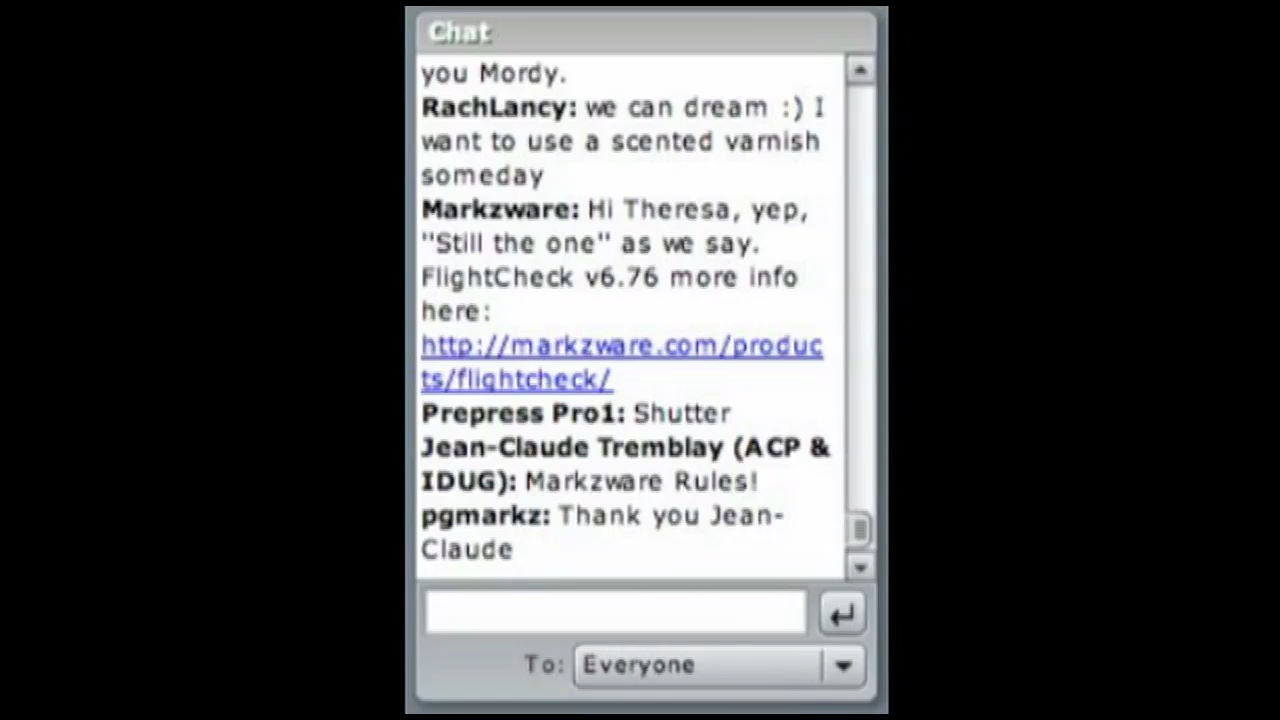 Chat
you Mordy.
RachLancy: we can dream :) I
want to use a scented varnish
someday
Markzware: Hi Theresa, yep,
"Still the one" as we say.
FlightCheck v6.76 more info
here:
http://markzware.com/produc
ts/flightcheck/
Prepress Pro1: Shutter
Jean-Claude Tremblay (ACP &
IDUG): Markzware Rules!
pgmarkz: Thank you Jean-
Claude
To: Everyone